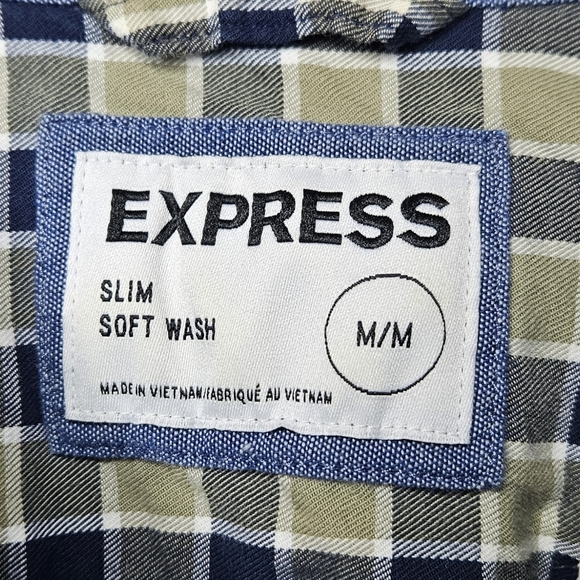 EXPRESS
SLIM
SOFT WASH
M/M
MADE IN VIETNAM/FABRIQUÉ AU VIETNAM